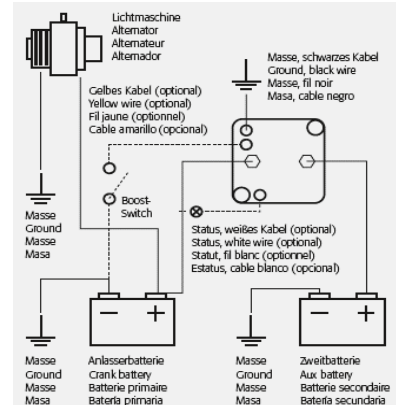 Lichtmaschine
Alternator
Alternateur
Alternador
Masse, schwarzes Kabel
Ground, black wire
Masse, fil noir
Masa, cable negro
Gelbes Kabel (optional)
Yellow wire (optional)
Fil jaune (optionnel)
Cable amarillo (opcional)
Masse
Ground
Masse
Masa
Boost-
Switch
Status, weißes Kabel (optional)
Status, white wire (optional)
Statut, fil blanc (optionnel)
Estatus, cable blanco (opcional)
Masse
Ground
Masse
Masa
Anlasserbatterie
Crank battery
Batterie primaire
Batería primaria
Masse
Ground
Masse
Masa
Zweitbatterie
Aux battery
Batterie secondaire
Batería secundaria